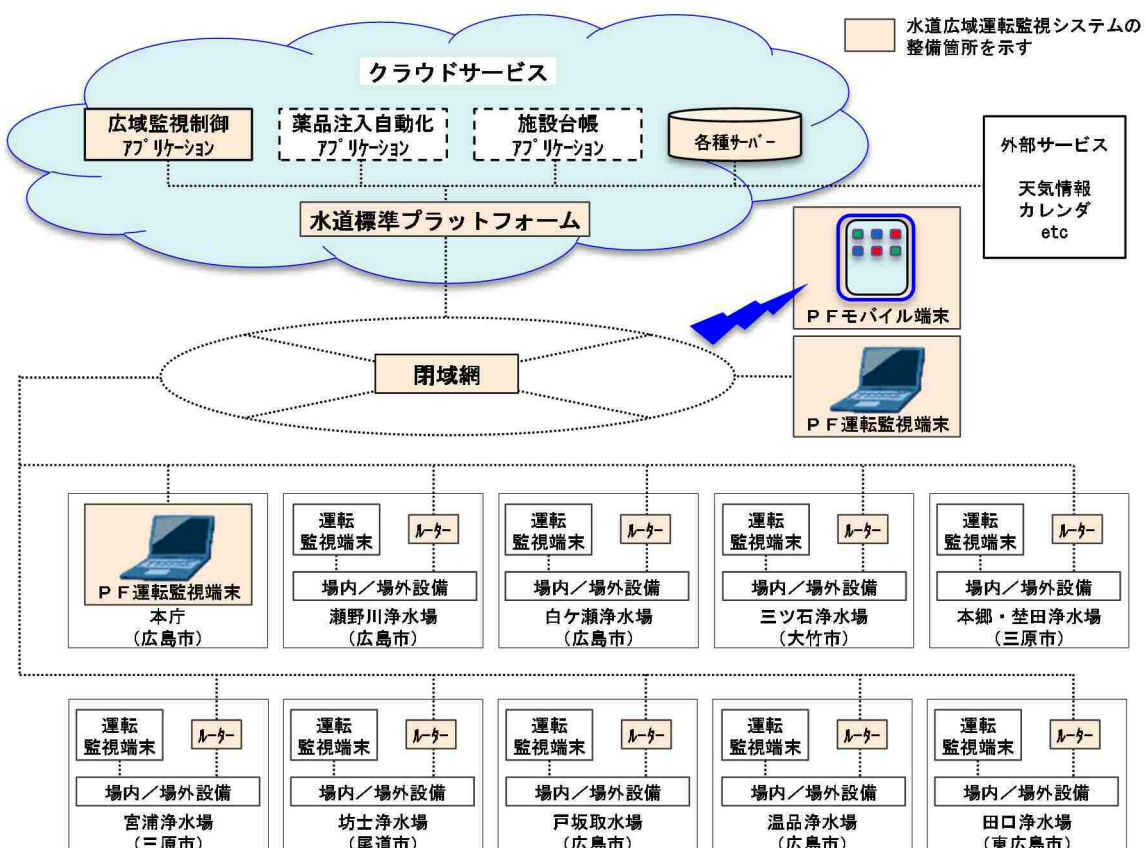 水道広域運転監視システムの
整備箇所を示す
クラウドサービス
広域監視制御
アプリケーション
薬品注入自動化
アプリケーション
施設台帳
アプリケーション
各種サーバー
外部サービス
天気情報
カレンダ
etc
水道標準プラットフォーム
PFモバイル端末
閉域網
PF運転監視端末
PF運転監視端末
本庁
(広島市)
運転
監視端末
ルーター
場内/場外設備
瀬野川浄水場
(広島市)
運転
監視端末
ルーター
場内/場外設備
白ケ瀬浄水場
(広島市)
運転
監視端末
ルーター
場内/場外設備
三ツ石浄水場
(大竹市)
運転
監視端末
ルーター
場内/場外設備
本郷・埜田浄水場
(三原市)
運転
監視端末
ルーター
場内/場外設備
宮浦浄水場
(三原市)
運転
監視端末
ルーター
場内/場外設備
坊士浄水場
(尾道市)
運転
監視端末
ルーター
場内/場外設備
戸坂取水場
(広島市)
運転
監視端末
ルーター
場内/場外設備
温品浄水場
(広島市)
運転
監視端末
ルーター
場内/場外設備
田口浄水場
(東広島市)